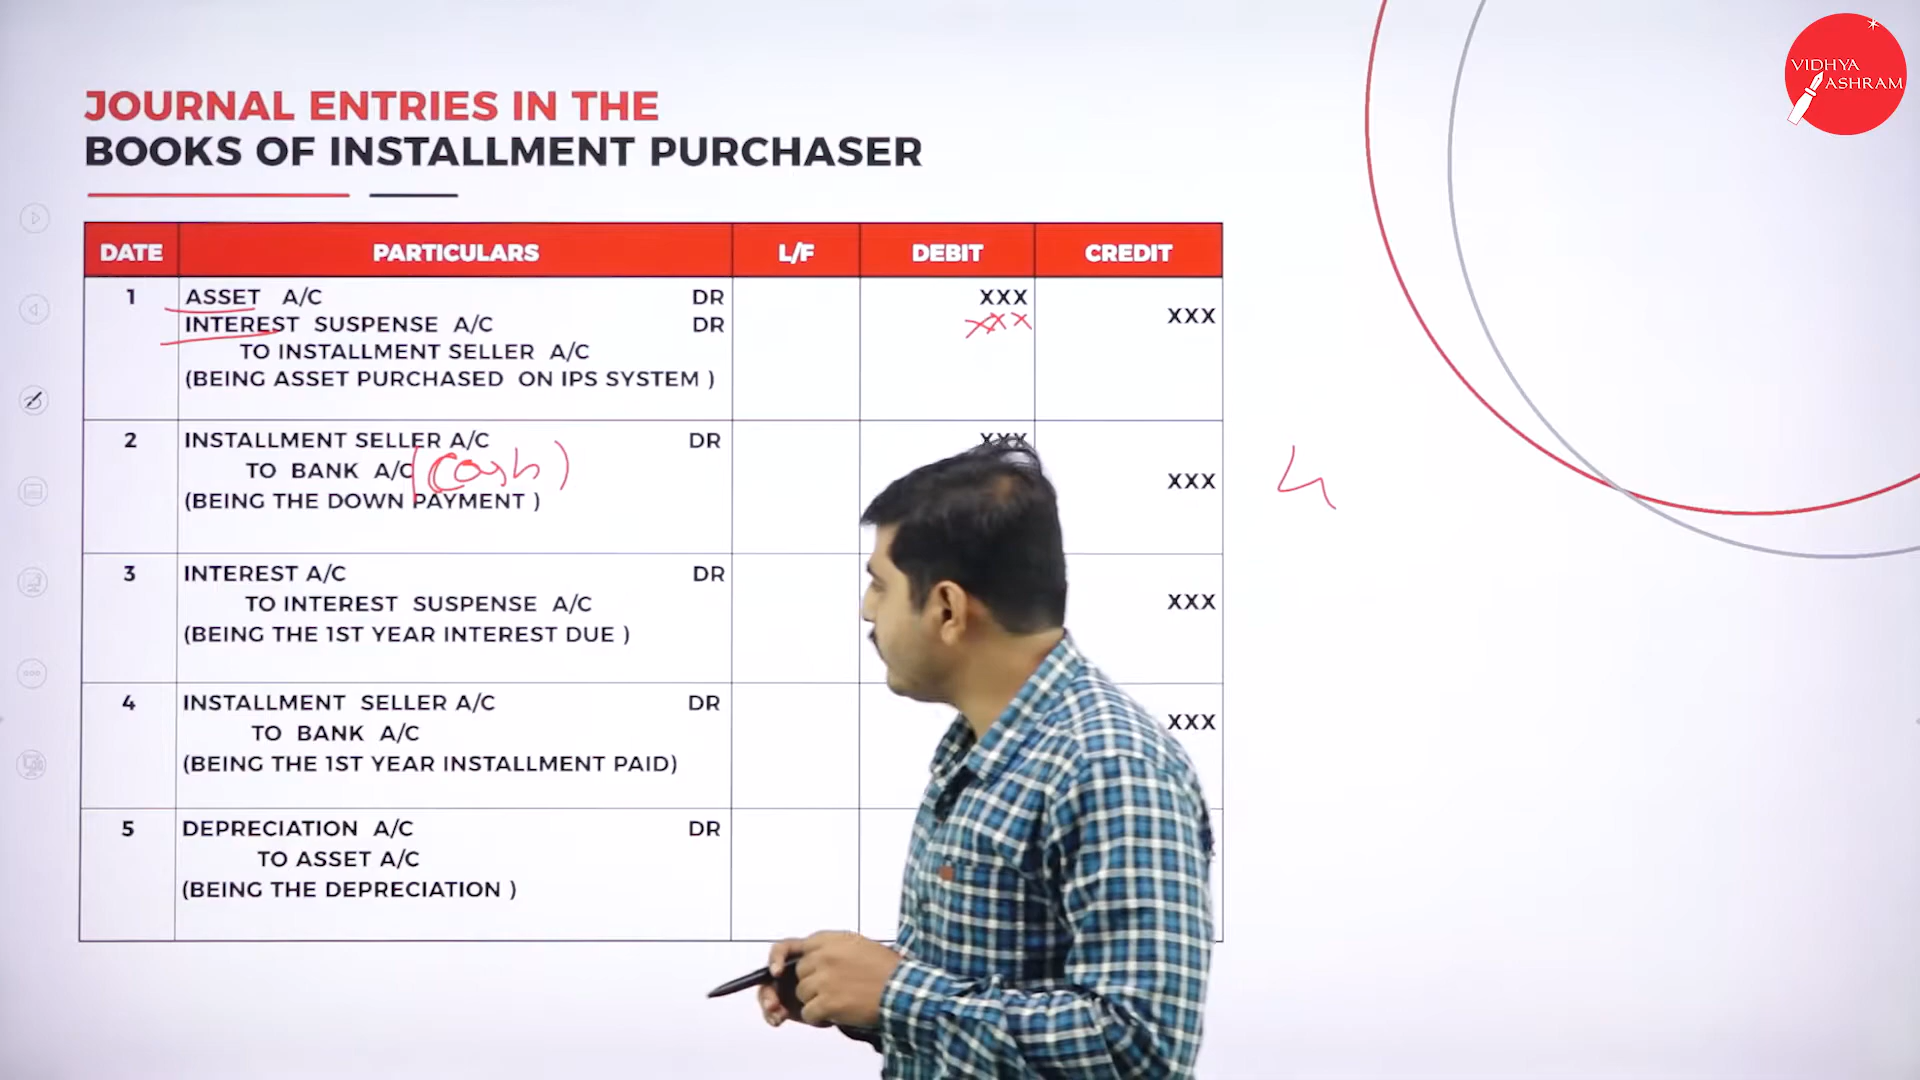 VIDHYA
ASHRAM
JOURNAL ENTRIES IN THE
BOOKS OF INSTALLMENT PURCHASER
DATE PARTICULARS L/F DEBIT CREDIT
1 ASSET A/C DR XXX
INTEREST SUSPENSE A/C DR XXX XXX
TO INSTALLMENT SELLER A/C
(BEING ASSET PURCHASED ON IPS SYSTEM )
2 INSTALLMENT SELLER A/C DR XXX
TO BANK A/C (Cash) XXX
(BEING THE DOWN PAYMENT )
3 INTEREST A/C DR
TO INTEREST SUSPENSE A/C XXX
(BEING THE 1ST YEAR INTEREST DUE )
4 INSTALLMENT SELLER A/C DR XXX
TO BANK A/C
(BEING THE 1ST YEAR INSTALLMENT PAID)
5 DEPRECIATION A/C DR
TO ASSET A/C
(BEING THE DEPRECIATION )